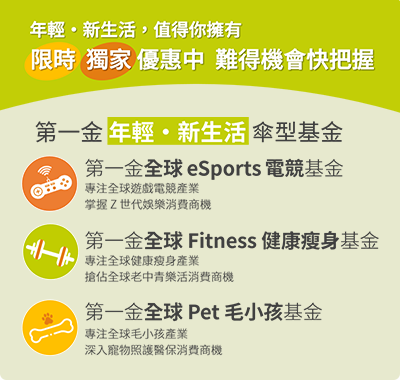 年輕・新生活，值得你擁有
限時 獨家 優惠中 難得機會快把握
第一金 年輕・新生活 傘型基金
第一金全球 eSports 電競基金
專注全球遊戲電競產業
掌握 Z 世代娛樂消費商機
第一金全球 Fitness 健康瘦身基金
專注全球健康瘦身產業
搶佔全球老中青樂活消費商機
第一金全球 Pet 毛小孩基金
專注全球毛小孩產業
深入寵物照護醫保消費商機